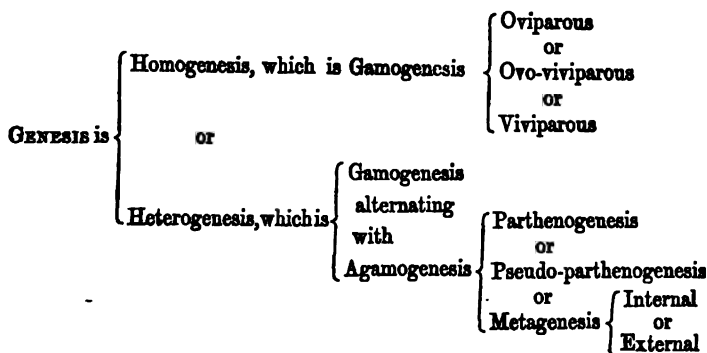 Oviparous
or
Homogenesis, which is Gamogenesis
Ovo-viviparous
or
Viviparous
GENESIS is
or
Heterogenesis, which is
Gamogenesis
alternating
with
Agamogenesis
Parthenogenesis
or
Pseudo-parthenogenesis
or
Metagenesis
Internal
or
External